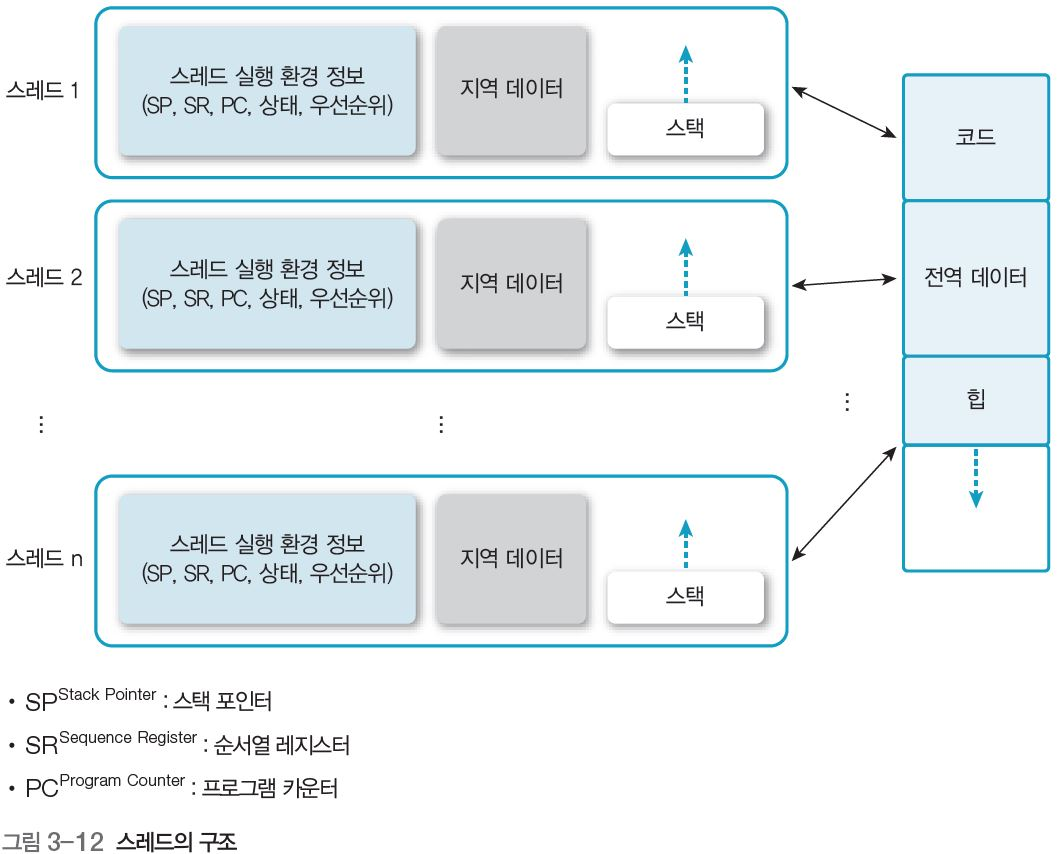 스레드 1
스레드 실행 환경 정보
(SP, SR, PC, 상태, 우선순위)
지역 데이터
스택
코드
스레드 2
스레드 실행 환경 정보
(SP, SR, PC, 상태, 우선순위)
지역 데이터
스택
전역 데이터
힙
⋮
⋮
⋮
스레드 n
스레드 실행 환경 정보
(SP, SR, PC, 상태, 우선순위)
지역 데이터
스택
• SP Stack Pointer : 스택 포인터
• SR Sequence Register : 순서열 레지스터
• PC Program Counter : 프로그램 카운터
그림 3-12 스레드의 구조